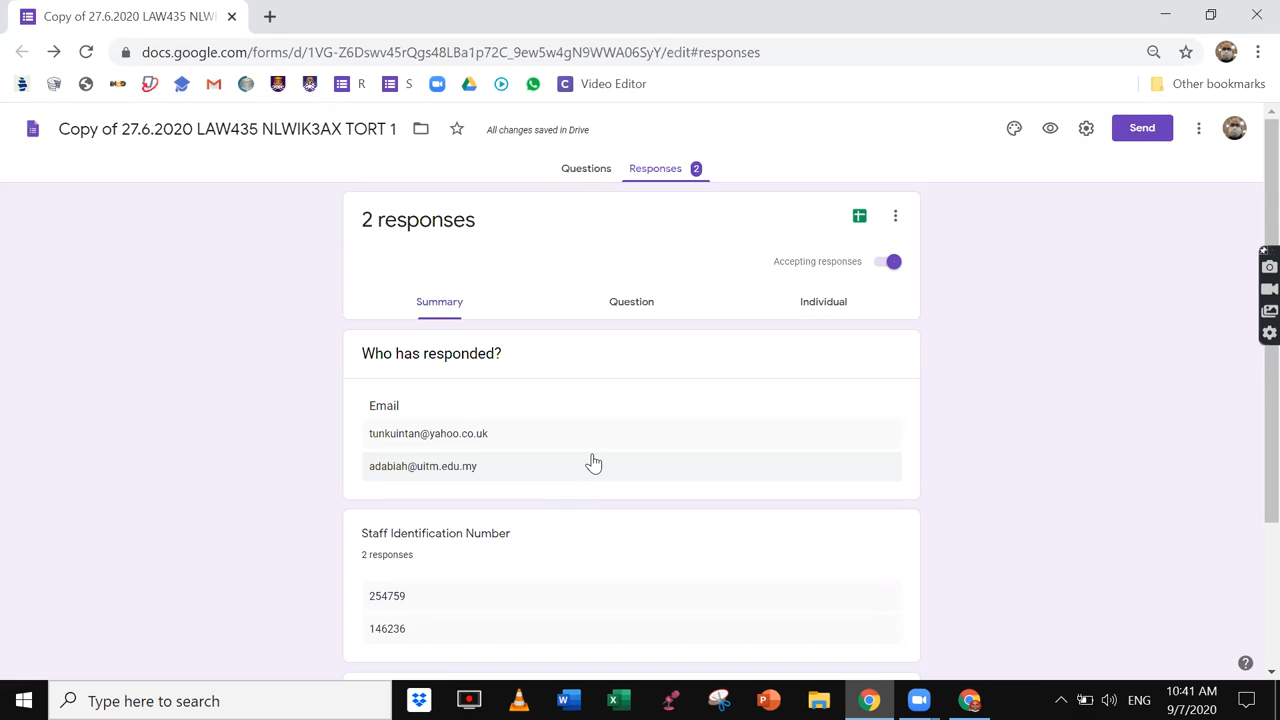 Copy of 27.6.2020 LAW435 NLWI
docs.google.com/forms/d/1VG-Z6Dswv45rQgs48LBa1p72C_9ew5w4gN9WWA06SyY/edit#responses
R
S
C
Video Editor
Other bookmarks
Copy of 27.6.2020 LAW435 NLWIK3AX TORT 1
All changes saved in Drive
Send
Questions
Responses 2
2 responses
Accepting responses
Summary
Question
Individual
Who has responded?
Email
tunkuintan@yahoo.co.uk
adabiah@uitm.edu.my
Staff Identification Number
2 responses
254759
146236
Type here to search
ENG
10:41 AM
9/7/2020